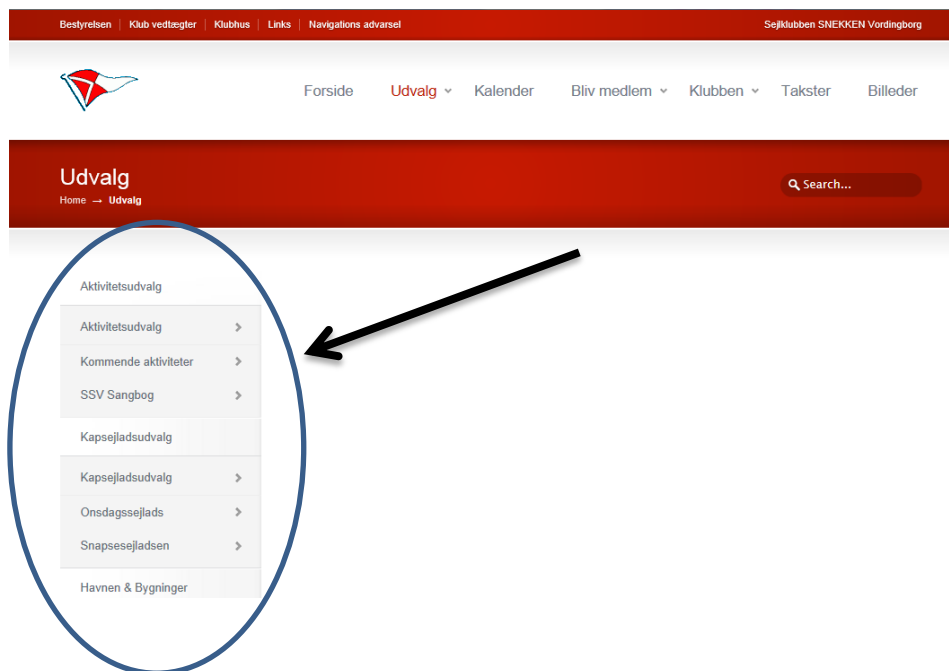 Bestyrelsen | Klub vedtægter | Klubhus | Links | Navigations advarsel Sejlklubben SNEKKEN Vordingborg
Forside Udvalg Kalender Bliv medlem Klubben Takster Billeder
Udvalg
Search...
Home → Udvalg
Aktivitetsudvalg
Aktivitetsudvalg
Kommende aktiviteter
SSV Sangbog
Kapsejladsudvalg
Kapsejladsudvalg
Onsdagssejlads
Snapsesejladsen
Havnen & Bygninger